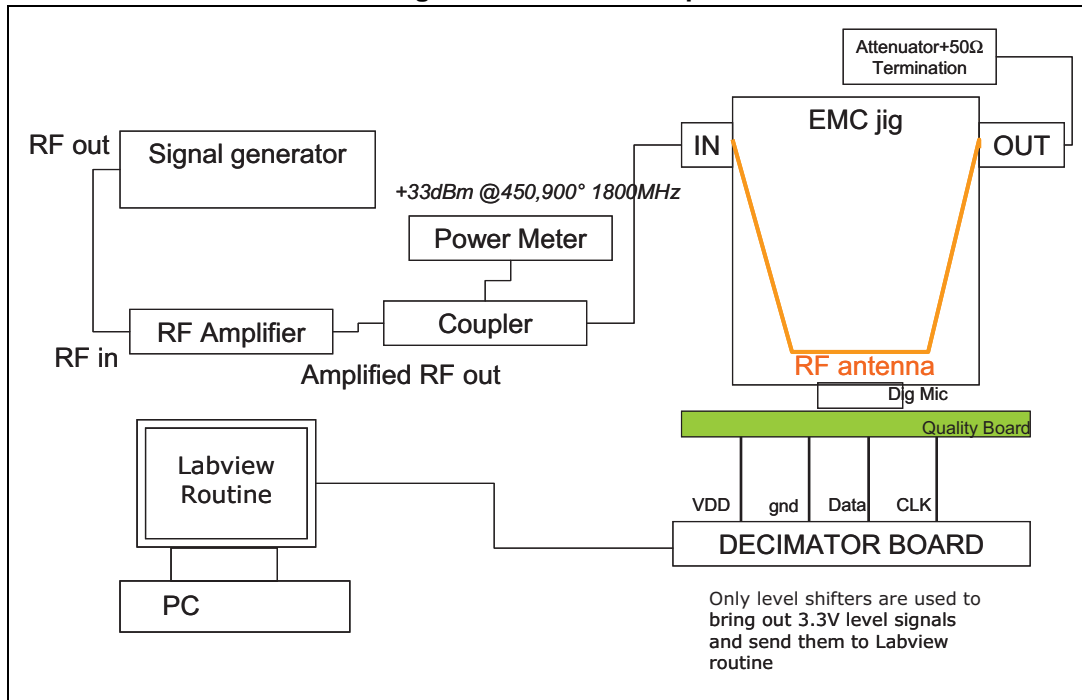 Attenuator+50Ω
Termination
EMC jig
IN
OUT
RF out
Signal generator
+33dBm @450,900° 1800MHz
Power Meter
RF Amplifier
Coupler
RF in
Amplified RF out
RF antenna
Dig Mic
Quality Board
Labview
Routine
VDD
gnd
Data
CLK
DECIMATOR BOARD
PC
Only level shifters are used to
bring out 3.3V level signals
and send them to Labview
routine